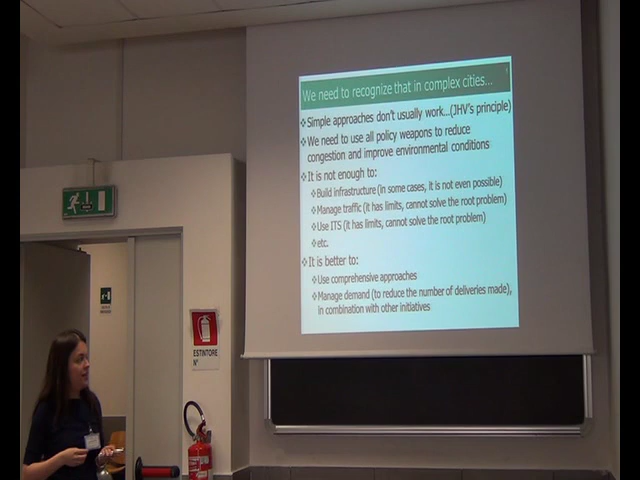 We need to recognize that in complex cities...
Simple approaches don't usually work...(JHV's principle)
We need to use all policy weapons to reduce
congestion and improve environmental conditions
It is not enough to:
Build infrastructure (in some cases, it is not even possible)
Manage traffic (it has limits, cannot solve the root problem)
Use ITS (it has limits, cannot solve the root problem)
etc.
It is better to:
Use comprehensive approaches
Manage demand (to reduce the number of deliveries made),
in combination with other initiatives
ESTINTORE
N°